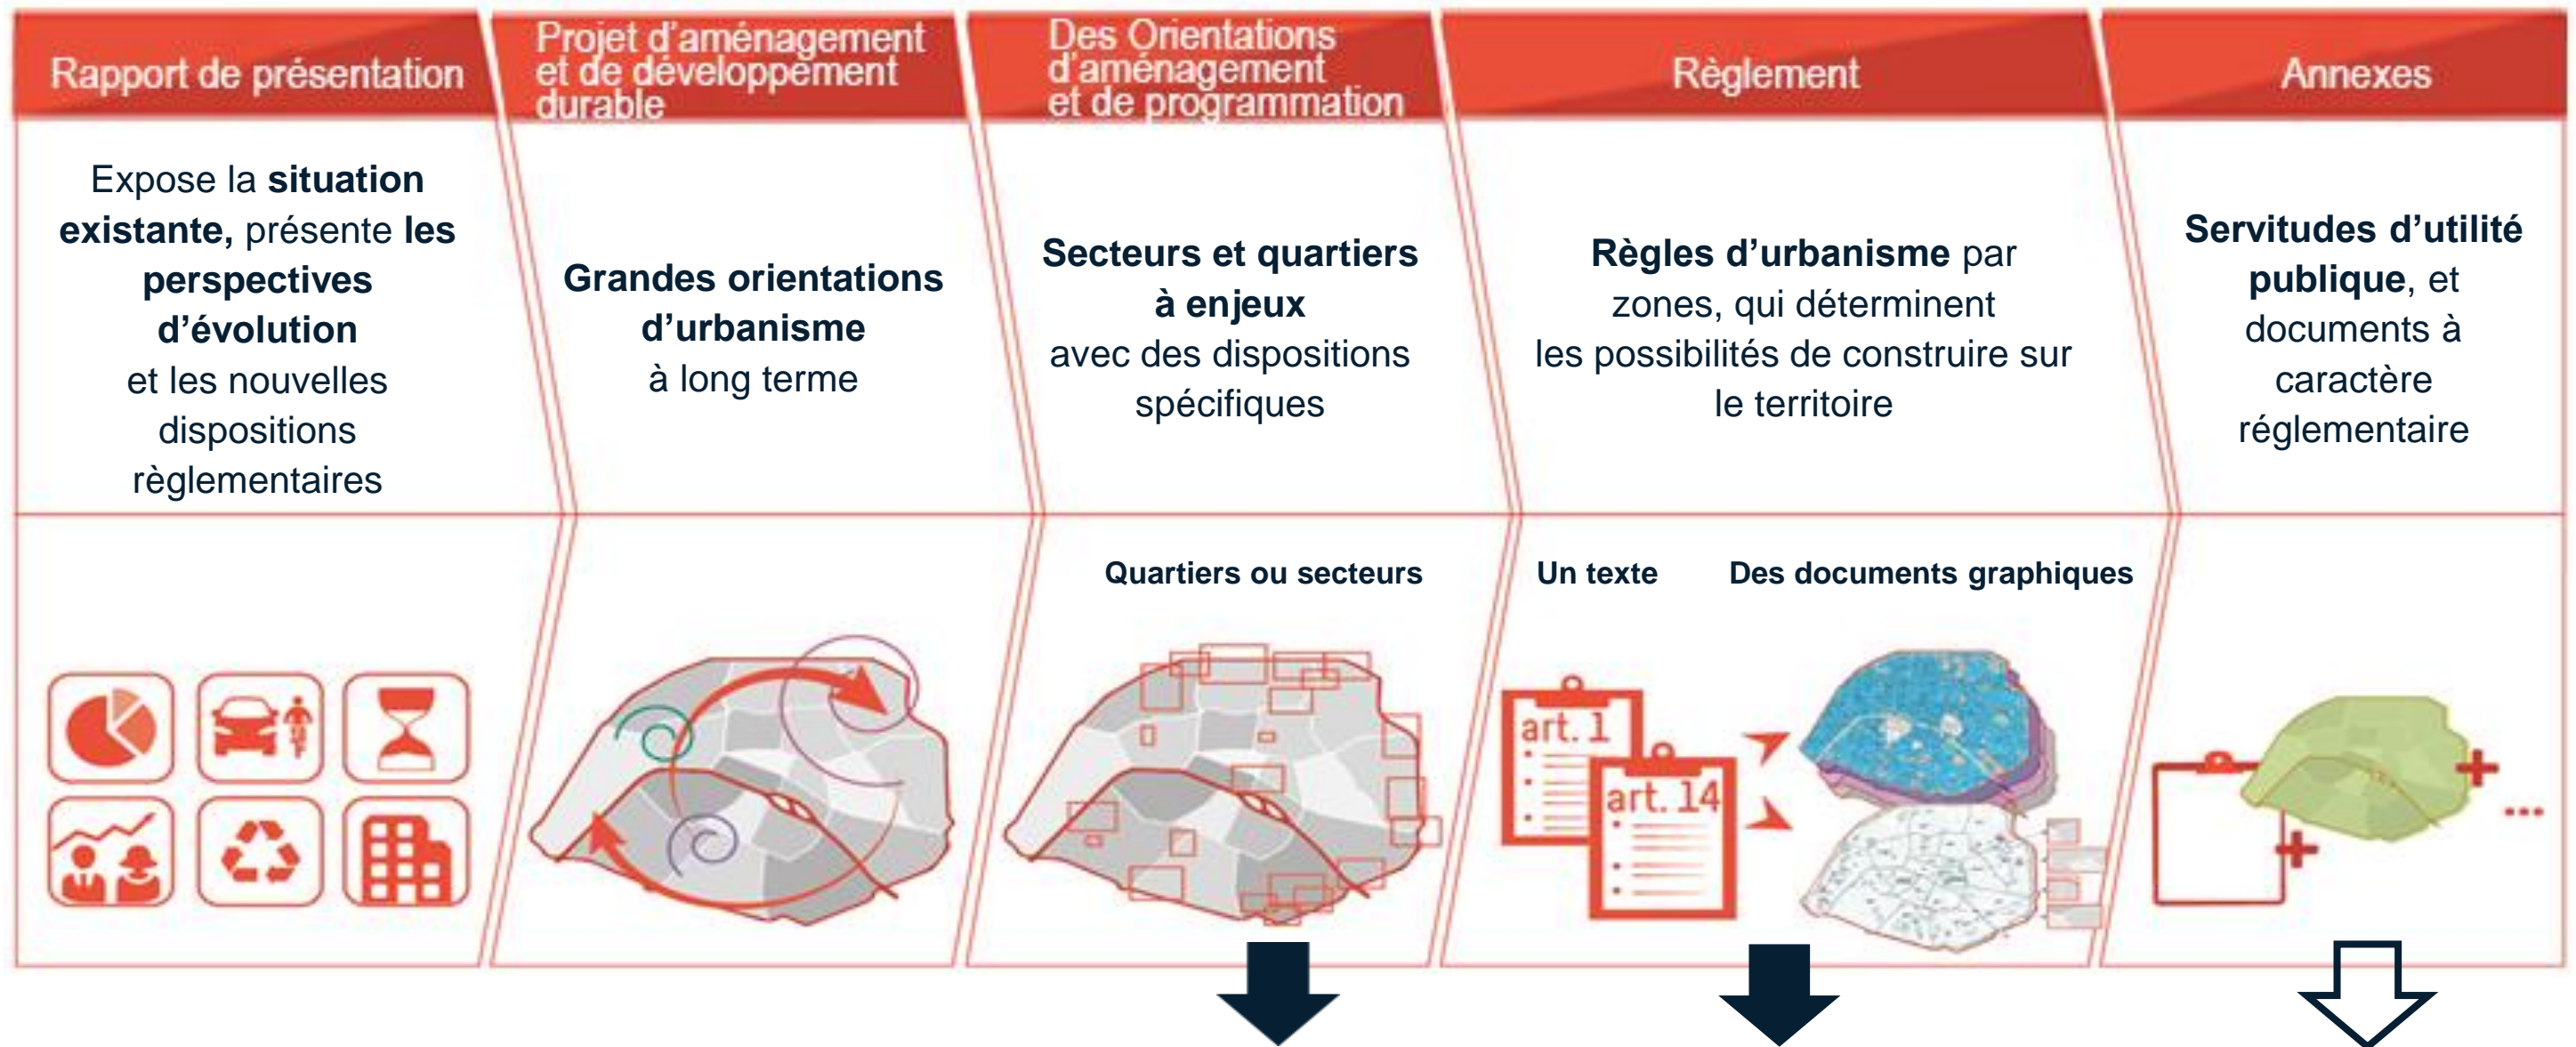 Rapport de présentation
Projet d'aménagement
et de développement
durable
Des Orientations
d'aménagement
et de programmation
Règlement
Annexes
Expose la situation
existante, présente les
perspectives
d'évolution
et les nouvelles
dispositions
règlementaires
Grandes orientations
d'urbanisme
à long terme
Secteurs et quartiers
à enjeux
avec des dispositions
spécifiques
Règles d'urbanisme par
zones, qui déterminent
les possibilités de construire sur
le territoire
Servitudes d'utilité
publique, et
documents à
caractère
réglementaire
Quartiers ou secteurs
Un texte
Des documents graphiques
art. 1
art. 14
...